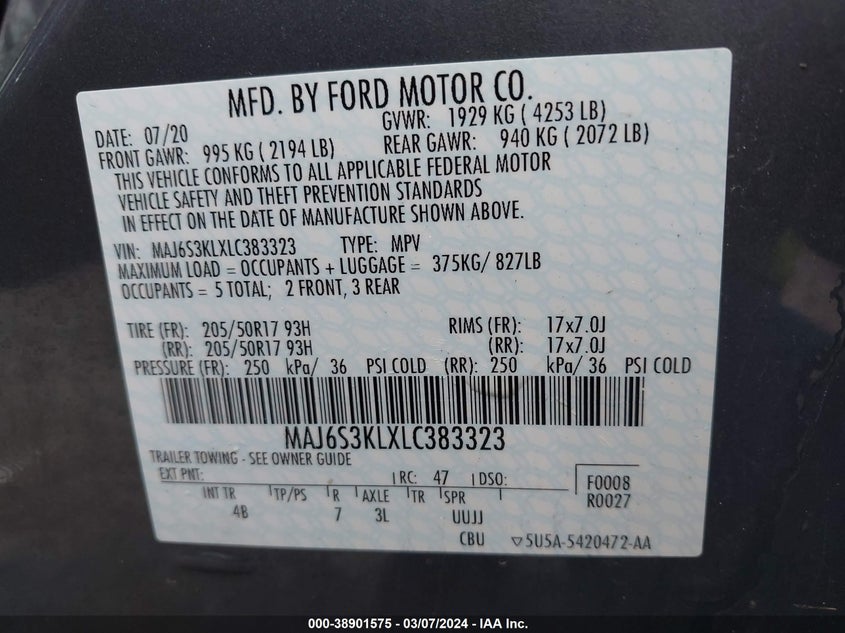 MFD. BY FORD MOTOR CO.
DATE: 07/20 GVWR: 1929 KG ( 4253 LB)
FRONT GAWR: 995 KG ( 2194 LB) REAR GAWR: 940 KG ( 2072 LB)
THIS VEHICLE CONFORMS TO ALL APPLICABLE FEDERAL MOTOR
VEHICLE SAFETY AND THEFT PREVENTION STANDARDS
IN EFFECT ON THE DATE OF MANUFACTURE SHOWN ABOVE.
VIN: MAJ6S3KLXLC383323 TYPE: MPV
MAXIMUM LOAD = OCCUPANTS + LUGGAGE = 375KG/ 827LB
OCCUPANTS = 5 TOTAL; 2 FRONT, 3 REAR
TIRE (FR): 205/50R17 93H RIMS (FR): 17x7.0J
(RR): 205/50R17 93H (RR): 17x7.0J
PRESSURE (FR): 250 kPa/ 36 PSI COLD (RR): 250 kPa/ 36 PSI COLD
MAJ6S3KLXLC383323
TRAILER TOWING - SEE OWNER GUIDE
EXT PNT: RC: 47 DSO: F0008
R0027
INT TR TP/PS R AXLE TR SPR
4B 7 3L UUJJ
CBU ▽5U5A-5420472-AA
000-38901575 — 03/07/2024 — IAA Inc.